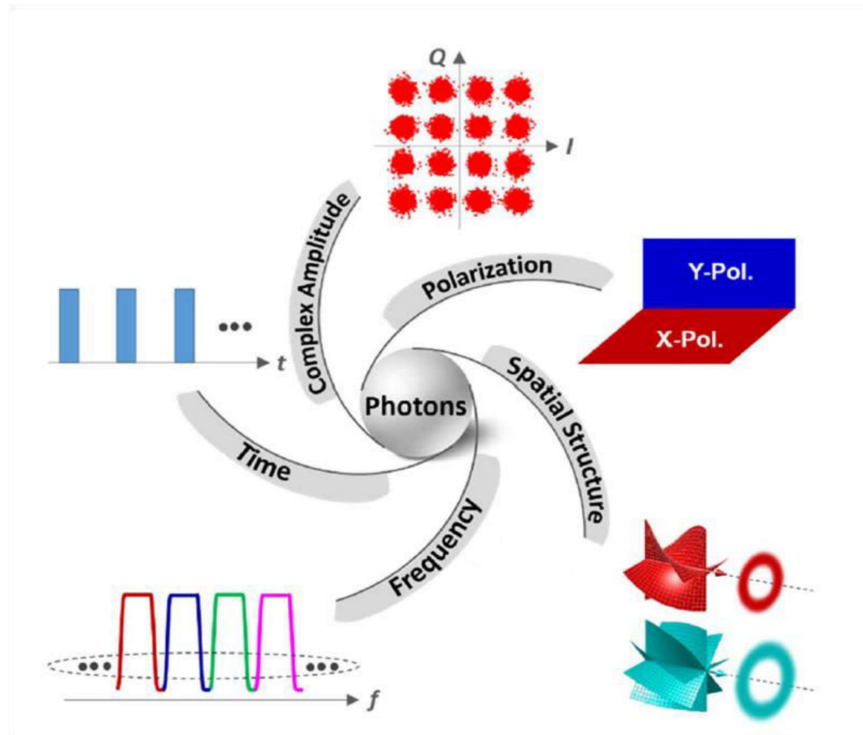 Q
I
Complex Amplitude
Polarization
Y-Pol.
X-Pol.
t
Photons
Spatial Structure
Time
Frequency
f